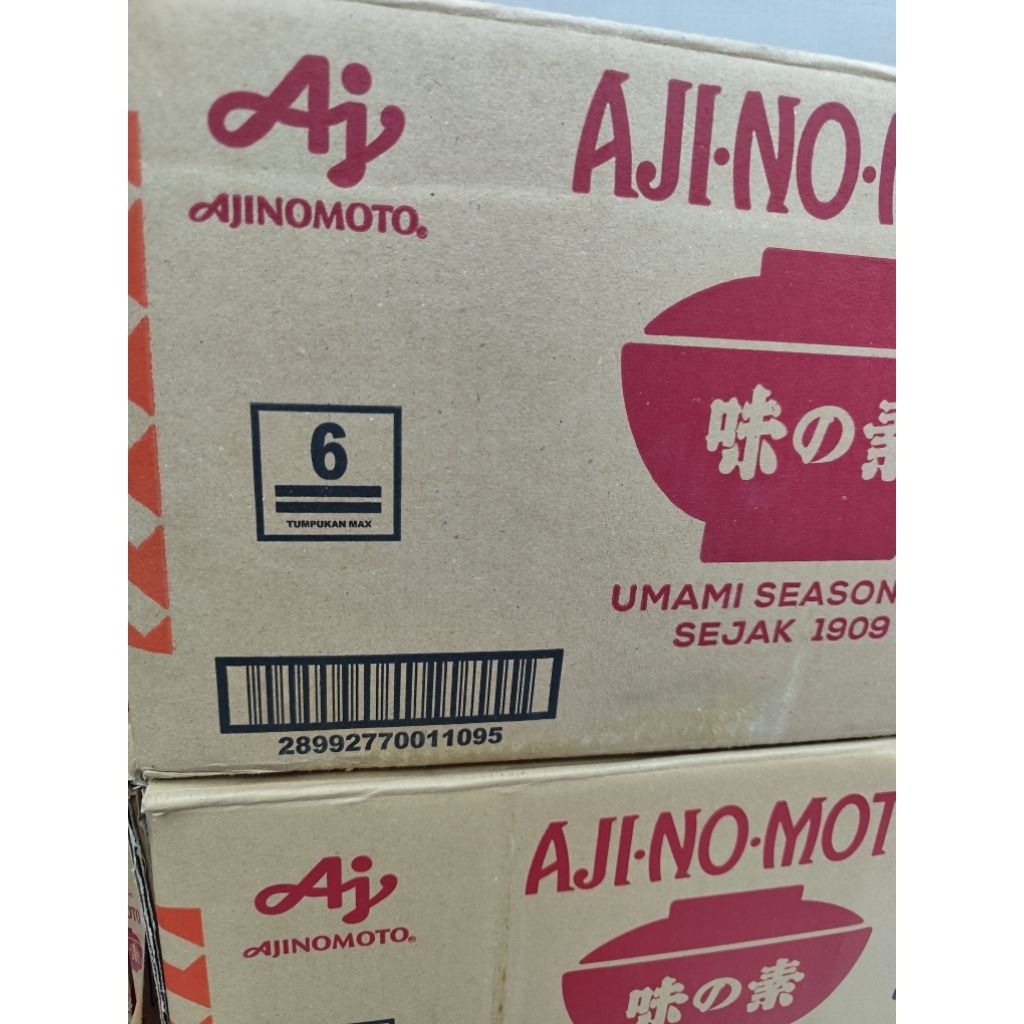 Aj
AJINOMOTO®
AJI·NO·
味の素
6
TUMPUKAN MAX
UMAMI SEASON
SEJAK 1909
28992770011095
Aj
AJINOMOTO®
AJI·NO·MOT
味の素